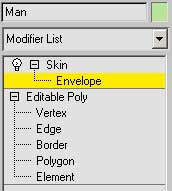 Man
Modifier List
Skin
Envelope
Editable Poly
Vertex
Edge
Border
Polygon
Element